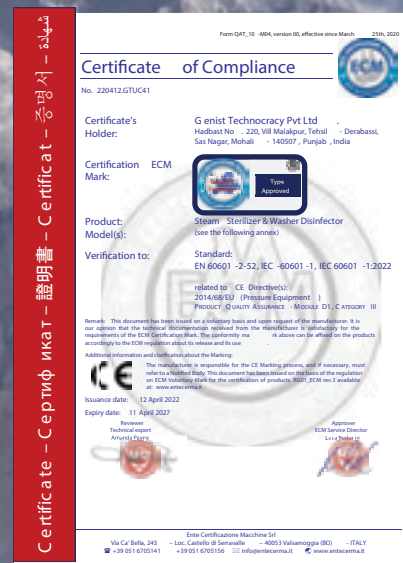 Form QAT_10 -M04, version 00, effective since March 25th, 2020
ECM
Certificate of Compliance
No. 220412.GTUC41
Certificate's Holder:
G enist Technocracy Pvt Ltd .
Hadbast No . 220, Vill Malakpur, Tehsil - Derabassi,
Sas Nagar, Mohali - 140507 , Punjab , India
Certification ECM Mark:
Type
Approved
Product: Steam Sterilizer & Washer Disinfector
Model(s): (see the following annex)
Verification to: Standard:
EN 60601 -2-52, IEC -60601 -1, IEC 60601 -1:2022
related to CE Directive(s):
2014/68/EU (Pressure Equipment )
PRODUCT QUALITY ASSURANCE - MODULE D1, C ATEGORY III
Remark: This document has been issued on a voluntary basis and upon request of the manufacturer. It is
our opinion that the technical documentation received from the manufacturer is satisfactory for the
requirements of the ECM Certification Mark. The conformity ma rk above can be affixed on the products
accordingly to the ECM regulation about its release and its use
Additional information and clarification about the Marking:
CE
The manufacturer is responsible for the CE Marking process, and if necessary, must
refer to a Notified Body. This document has been issued on the basis of the regulation
on ECM Voluntary Mark for the certification of products. RG01_ECM rev.3 available
at: www.entecerma.it
Issuance date: 12 April 2022
Expiry date: 11 April 2027
Reviewer
Technical expert
Amanda Payne
Approver
ECM Service Director
Ente Certificazione Macchine Srl
Via Ca' Bella, 243 – Loc. Castello di Serravalle – 40053 Valsamoggia (BO) - ITALY
☎ +39 051 6705141 +39 051 6705156 ✉ info@entecerma.it www.entecerma.it
C ertific at e – С ертиф икат – 證明書 – C ertific a t – 증명서 – شهادة